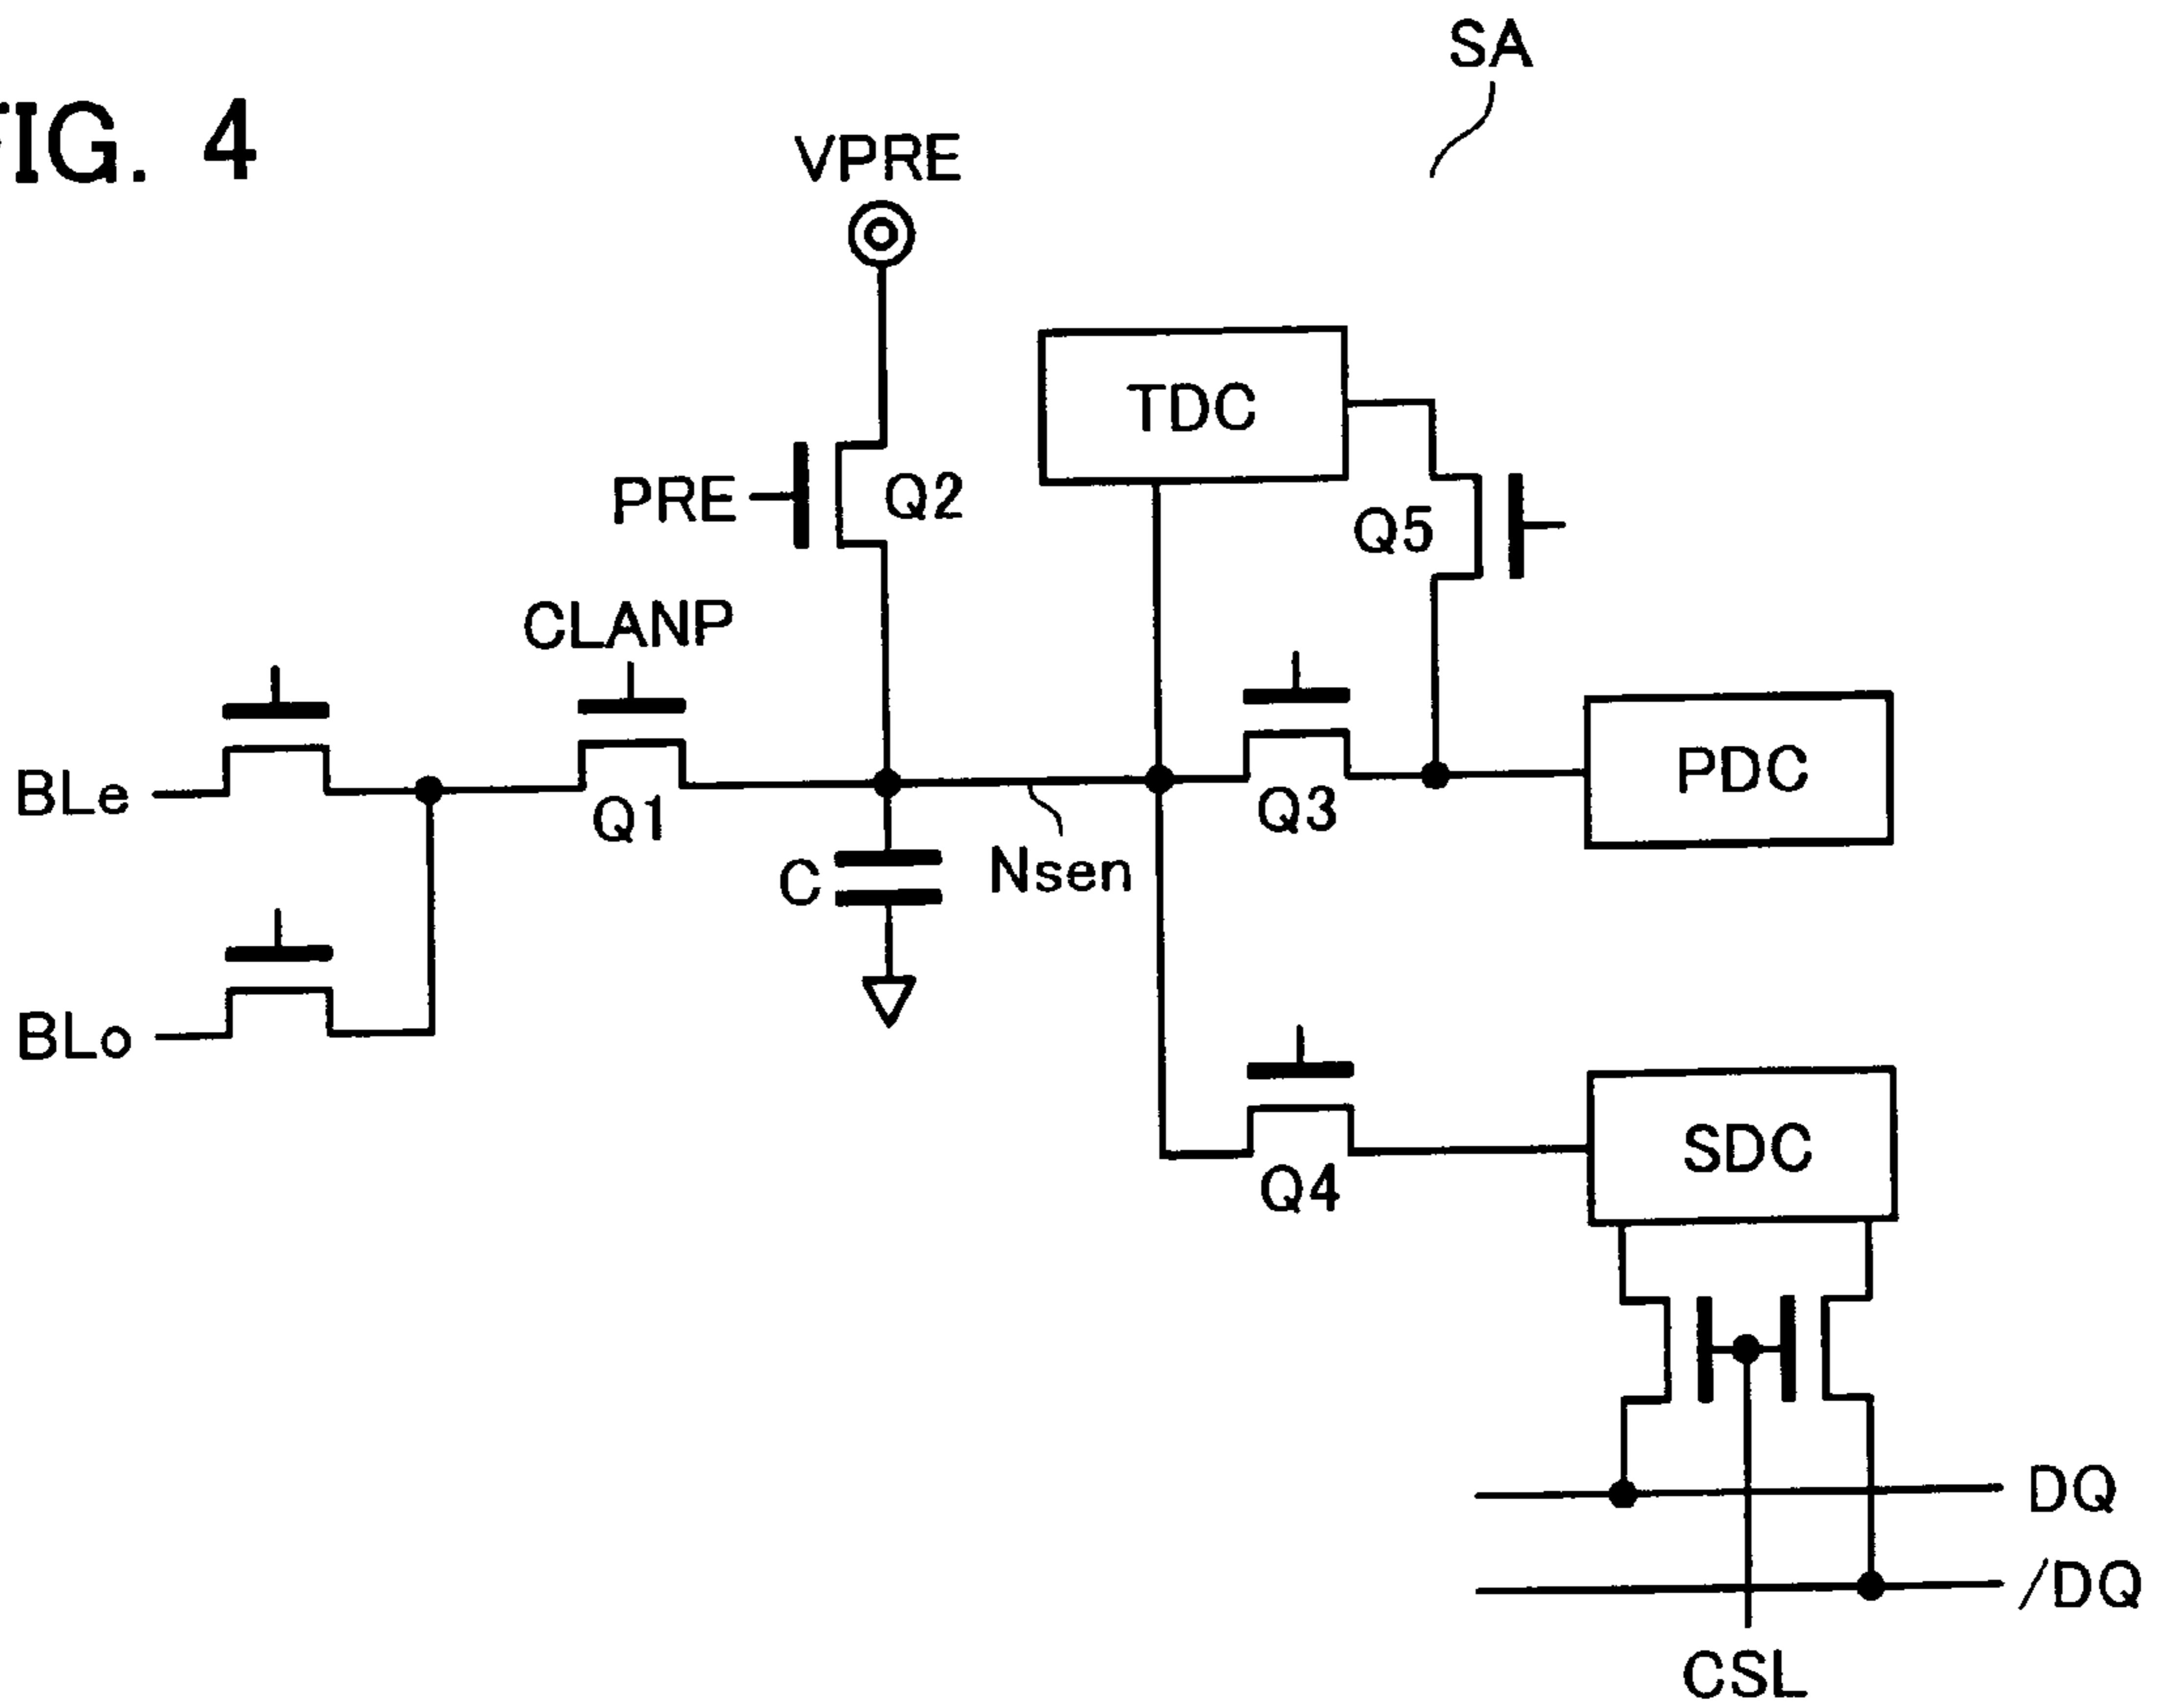 FIG. 4
SA
VPRE
TDC
PRE
Q2
Q5
CLANP
BLe
Q1
Q3
PDC
C
Nsen
BLo
Q4
SDC
DQ
/DQ
CSL